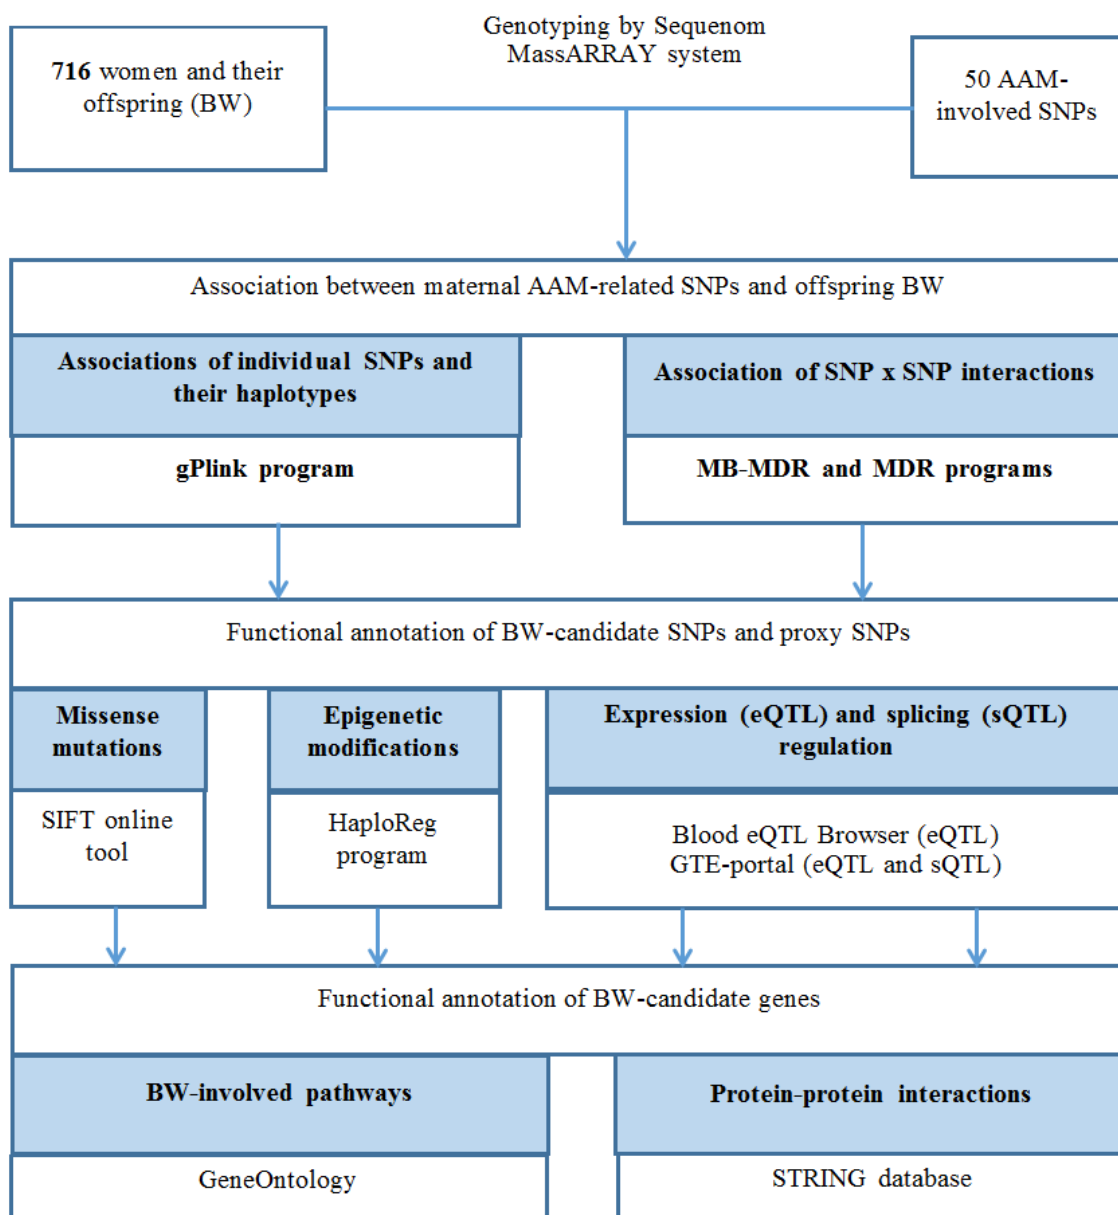 Genotyping by Sequenom
MassARRAY system
716 women and their
offspring (BW)
50 AAM-
involved SNPs
Association between maternal AAM-related SNPs and offspring BW
Associations of individual SNPs and
their haplotypes
Association of SNP x SNP interactions
gPlink program
MB-MDR and MDR programs
Functional annotation of BW-candidate SNPs and proxy SNPs
Missense
mutations
Epigenetic
modifications
Expression (eQTL) and splicing (sQTL)
regulation
SIFT online
tool
HaploReg
program
Blood eQTL Browser (eQTL)
GTE-portal (eQTL and sQTL)
Functional annotation of BW-candidate genes
BW-involved pathways
Protein-protein interactions
GeneOntology
STRING database